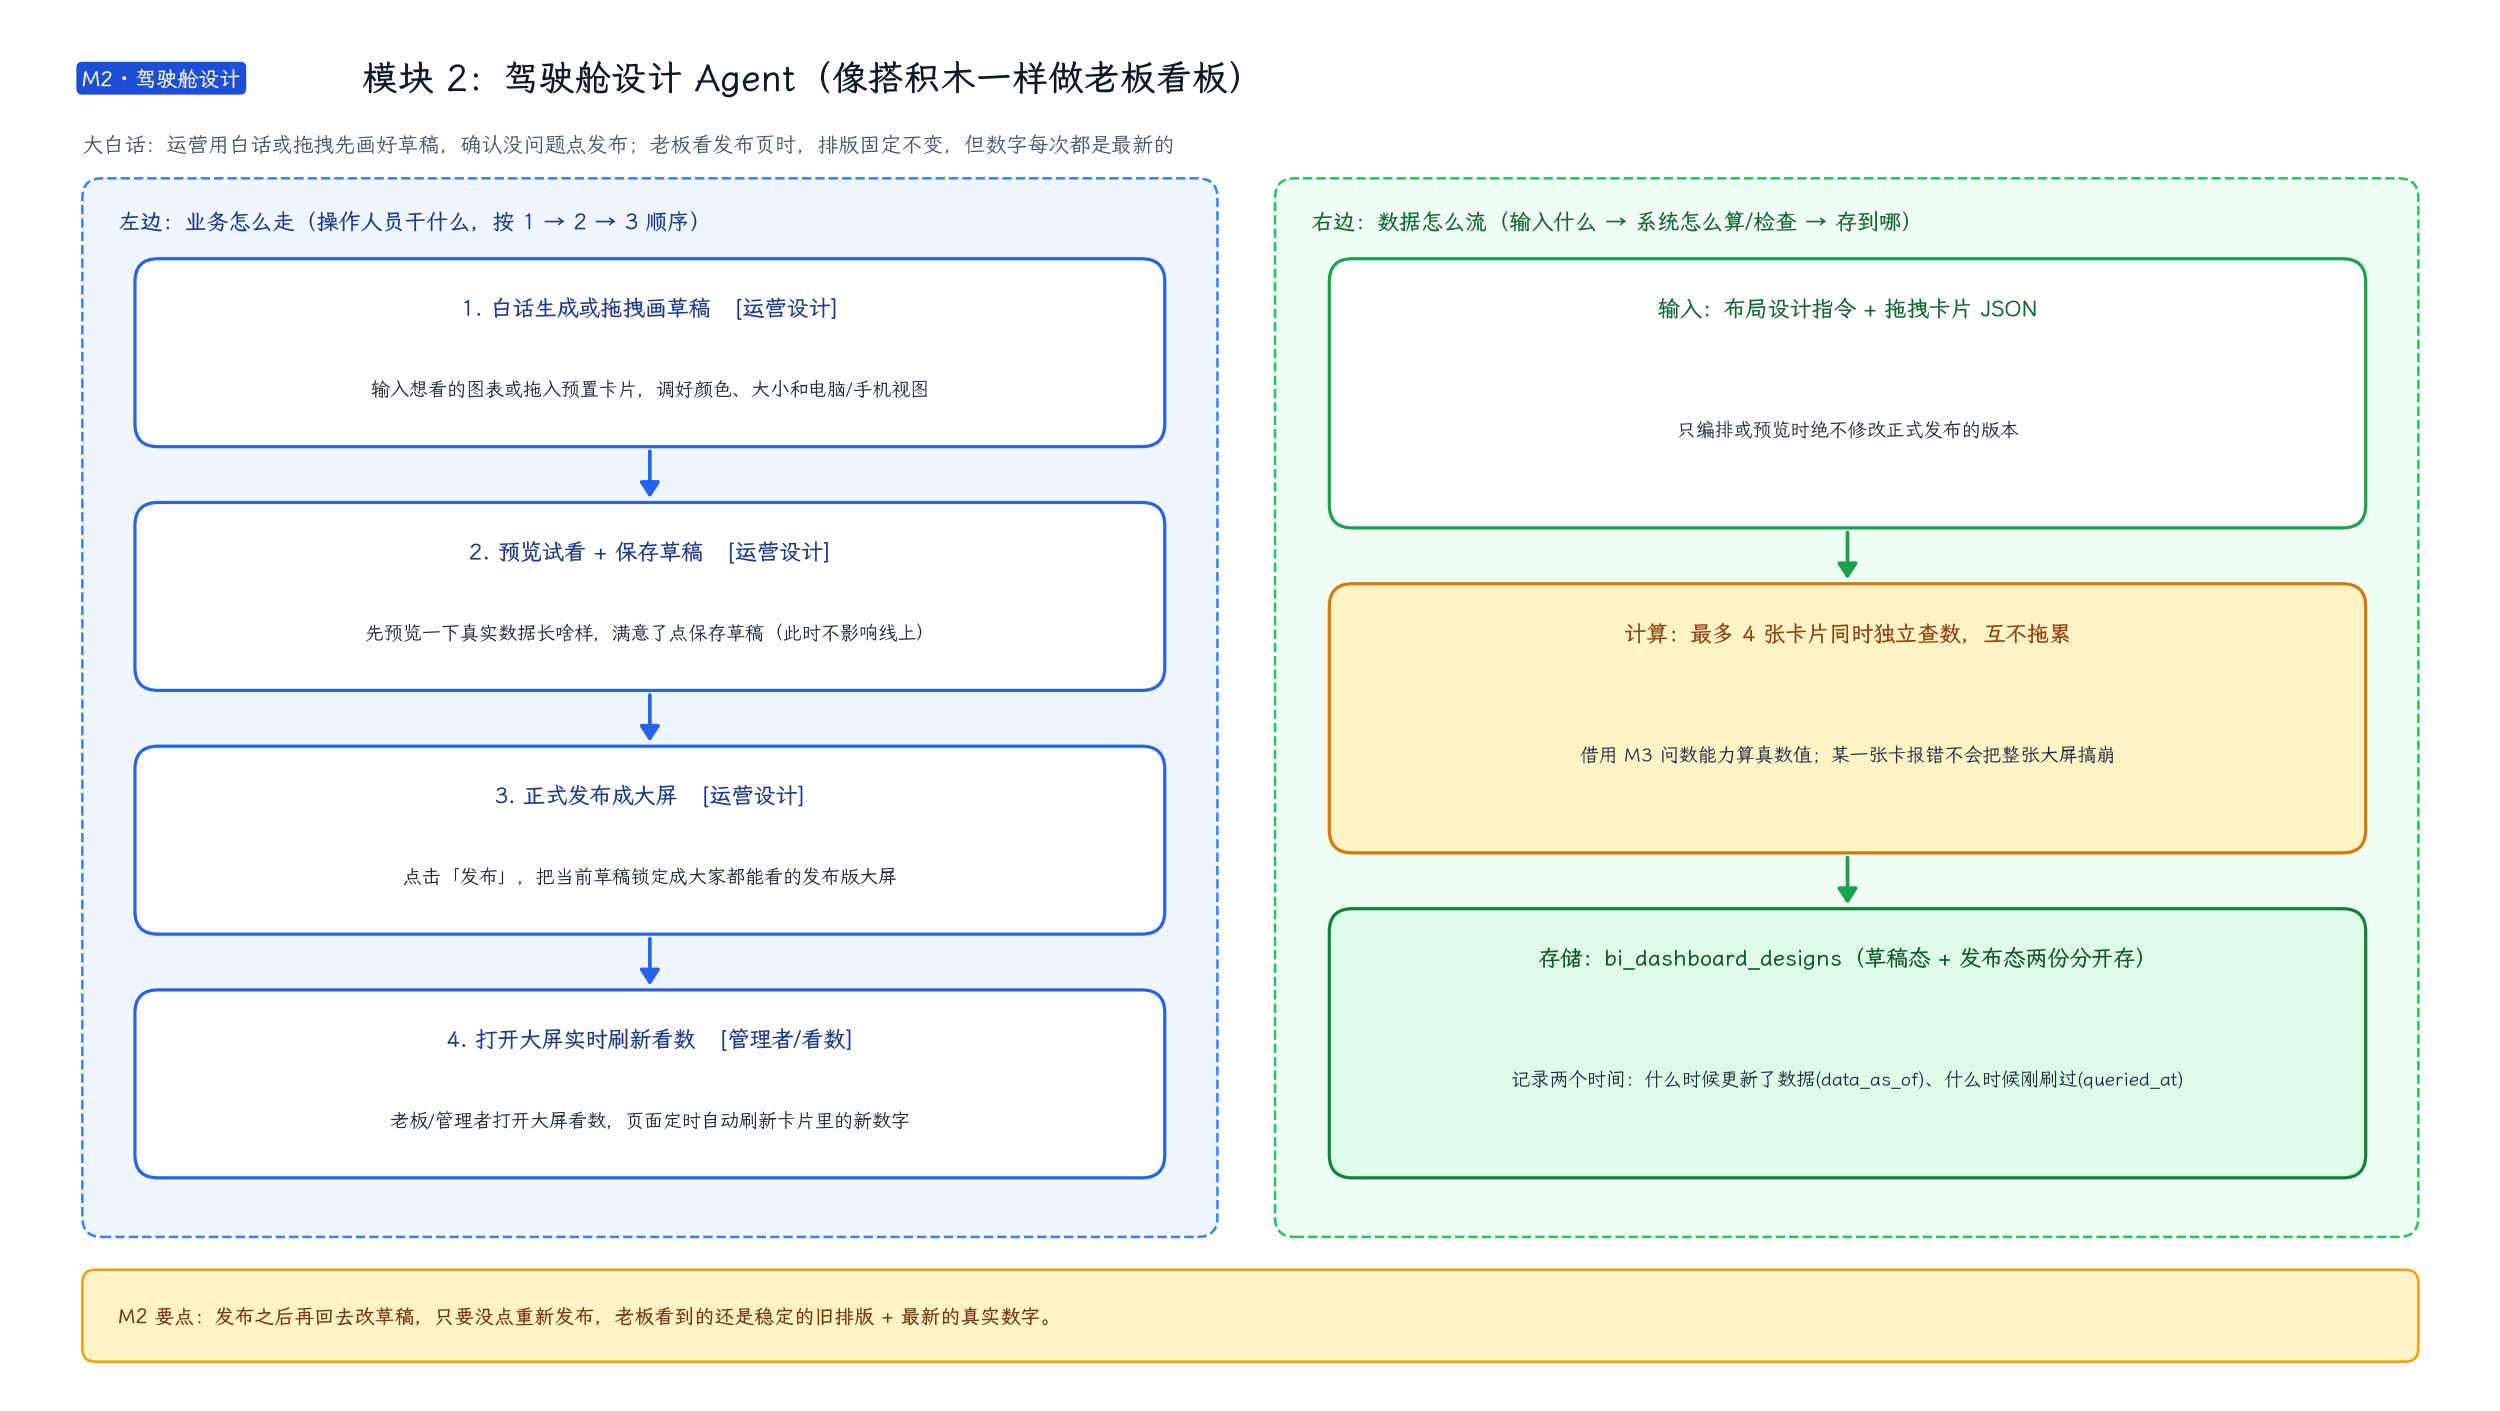 M2 · 驾驶舱设计
模块 2：驾驶舱设计 Agent（像搭积木一样做老板看板）
大白话：运营用白话或拖拽先画好草稿，确认没问题点发布；老板看发布页时，排版固定不变，但数字每次都是最新的
左边：业务怎么走（操作人员干什么，按 1 → 2 → 3 顺序）
1. 白话生成或拖拽画草稿 [运营设计]
输入想看的图表或拖入预置卡片，调好颜色、大小和电脑/手机视图
2. 预览试看 + 保存草稿 [运营设计]
先预览一下真实数据长啥样，满意了点保存草稿（此时不影响线上）
3. 正式发布成大屏 [运营设计]
点击「发布」，把当前草稿锁定成大家都能看的发布版大屏
4. 打开大屏实时刷新看数 [管理者/看数]
老板/管理者打开大屏看数，页面定时自动刷新卡片里的新数字
右边：数据怎么流（输入什么 → 系统怎么算/检查 → 存到哪）
输入：布局设计指令 + 拖拽卡片 JSON
只编排或预览时绝不修改正式发布的版本
计算：最多 4 张卡片同时独立查数，互不拖累
借用 M3 问数能力算真数值；某一张卡报错不会把整张大屏搞崩
存储：bi_dashboard_designs（草稿态 + 发布态两份分开存）
记录两个时间：什么时候更新了数据(data_as_of)、什么时候刚刷过(queried_at)
M2 要点：发布之后再回去改草稿，只要没点重新发布，老板看到的还是稳定的旧排版 + 最新的真实数字。